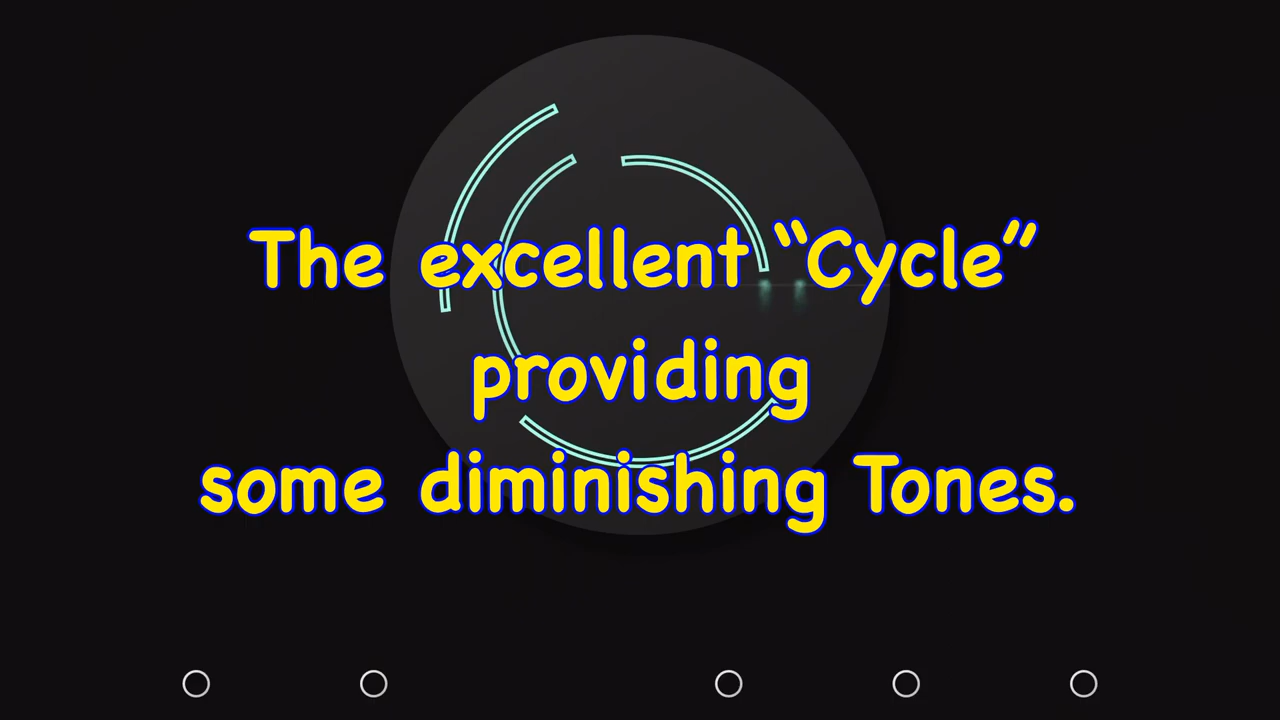 The excellent “Cycle”
providing
some diminishing Tones.